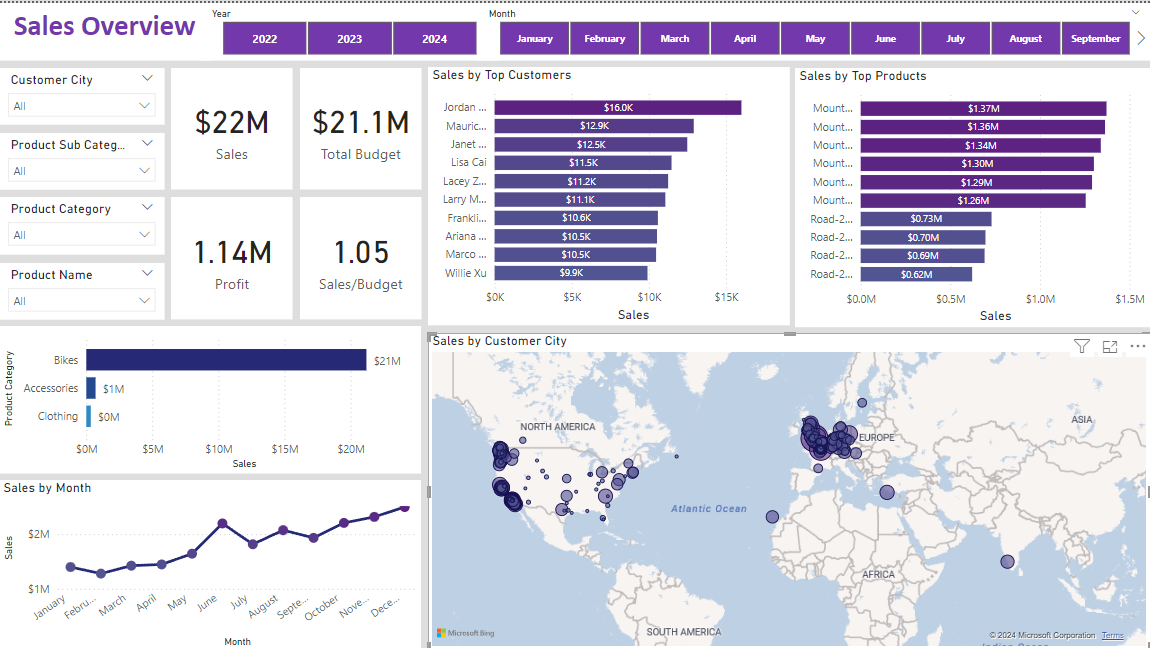 Sales Overview
Year
2022 2023 2024
Month
January February March April May June July August September
Customer City
All
Product Sub Categ...
All
Product Category
All
Product Name
All
$22M
Sales
$21.1M
Total Budget
1.14M
Profit
1.05
Sales/Budget
Sales by Top Customers
Jordan ... $16.0K
Mauric... $12.9K
Janet ... $12.5K
Lisa Cai $11.5K
Lacey Z... $11.2K
Larry M... $11.1K
Frankli... $10.6K
Ariana ... $10.5K
Marco ... $10.5K
Willie Xu $9.9K
$0K $5K $10K $15K
Sales
Sales by Top Products
Mount... $1.37M
Mount... $1.36M
Mount... $1.34M
Mount... $1.30M
Mount... $1.29M
Mount... $1.26M
Road-2... $0.73M
Road-2... $0.70M
Road-2... $0.69M
Road-2... $0.62M
$0.0M $0.5M $1.0M $1.5M
Sales
Product Category
Bikes $21M
Accessories $1M
Clothing $0M
$0M $5M $10M $15M $20M
Sales
Sales by Month
Sales
$2M
$1M
January Febru... March April May June July August Septe... October Nove... Dece...
Month
Sales by Customer City
NORTH AMERICA
EUROPE
ASIA
Atlantic Ocean
AFRICA
SOUTH AMERICA
Microsoft Bing
© 2024 Microsoft Corporation Terms
Indian Ocean